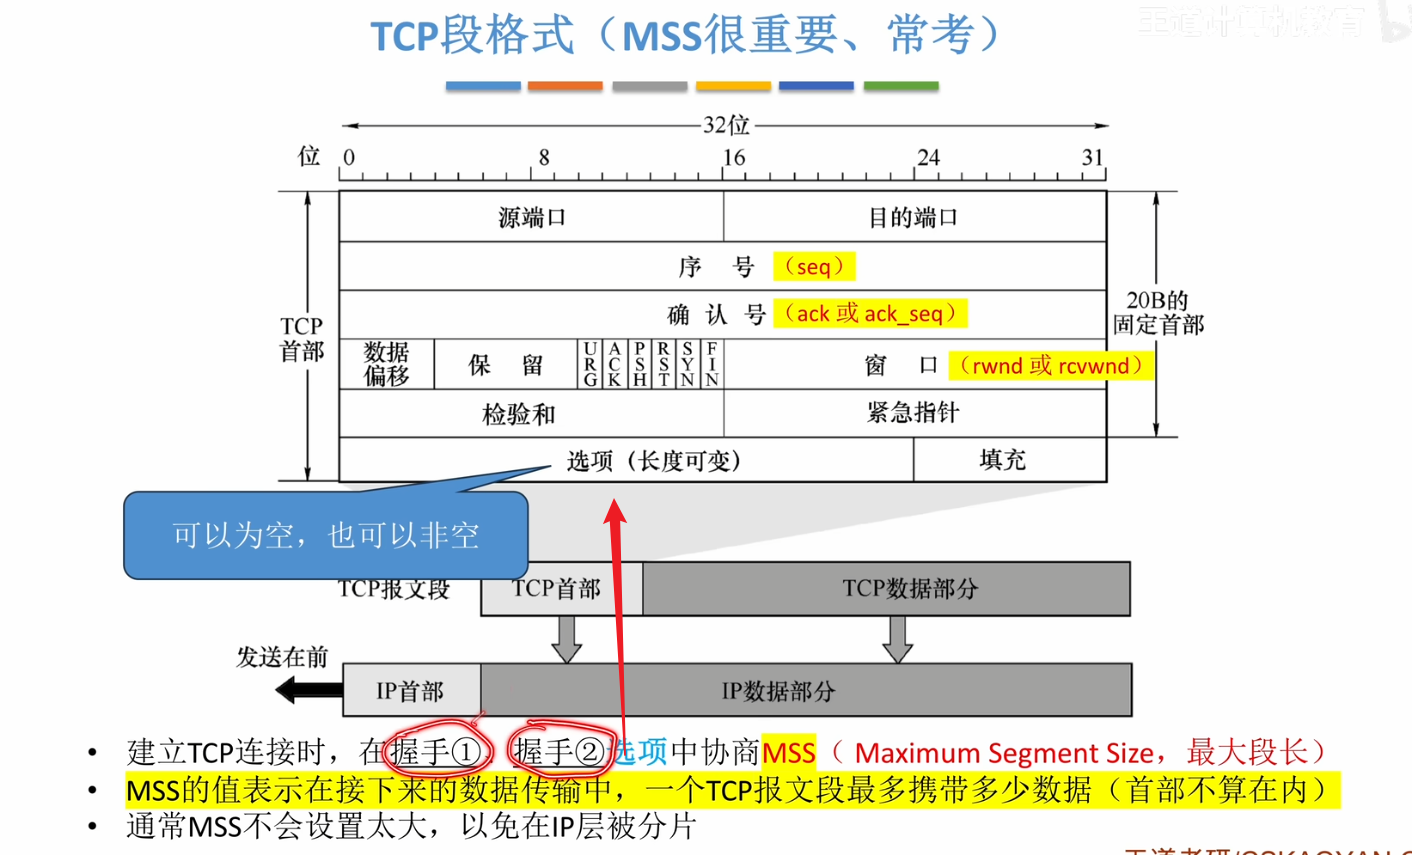 TCP段格式（MSS很重要、常考）
王道计算机教育
32位
位 0 8 16 24 31
源端口 目的端口
序 号 （seq）
确 认 号 （ack 或 ack_seq）
TCP首部
20B的固定首部
数据偏移 保 留 URG ACK PSH RST SYN FIN 窗 口 （rwnd 或 rcvwnd）
检验和 紧急指针
选项（长度可变） 填充
可以为空，也可以非空
TCP报文段 TCP首部 TCP数据部分
发送在前
IP首部 IP数据部分
• 建立TCP连接时，在握手①、握手②选项中协商MSS（ Maximum Segment Size，最大段长）
• MSS的值表示在接下来的数据传输中，一个TCP报文段最多携带多少数据（首部不算在内）
• 通常MSS不会设置太大，以免在IP层被分片